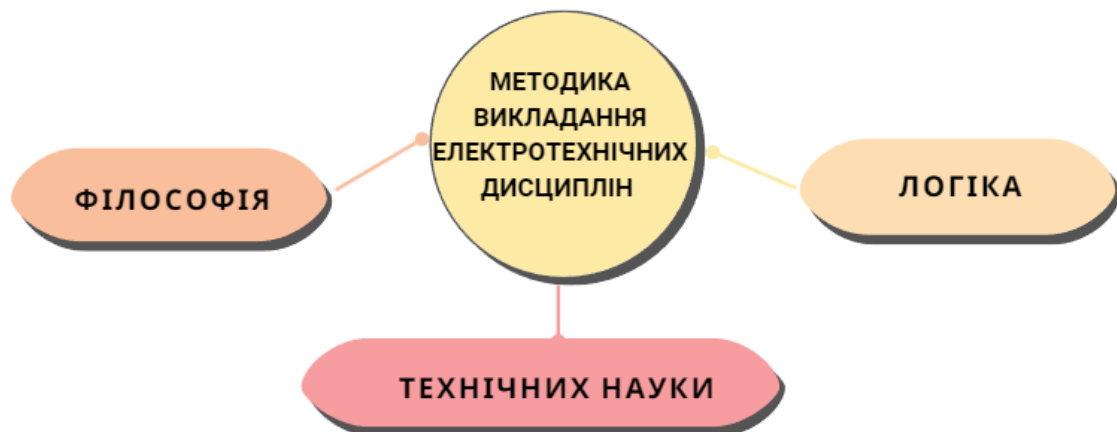 МЕТОДИКА
ВИКЛАДАННЯ
ЕЛЕКТРОТЕХНІЧНИХ
ДИСЦИПЛІН
ФІЛОСОФІЯ
ЛОГІКА
ТЕХНІЧНИХ НАУКИ